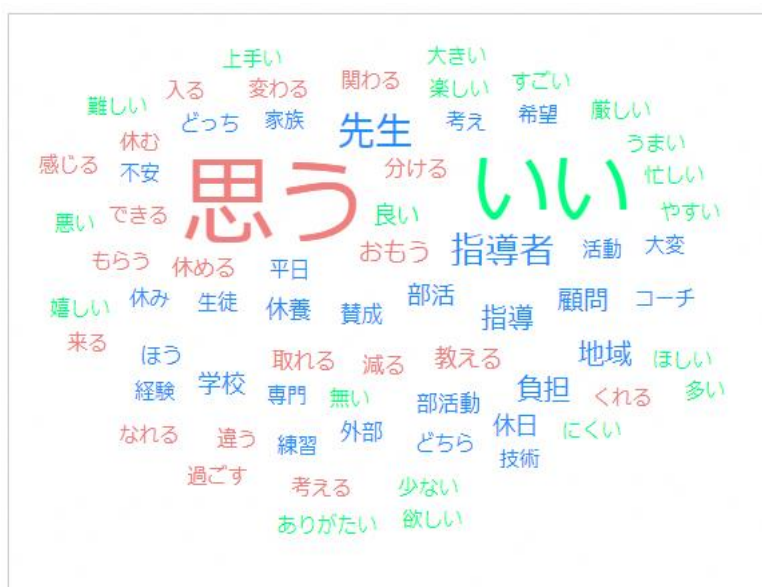 上手い 大きい
入る 変わる 関わる 楽しい すごい
難しい どっち 家族 先生 考え 希望 厳しい
休む うまい
感じる 不安 思う 分ける いい 忙しい
悪い できる 良い やすい
もらう 休める 平日 おもう 指導者 活動 大変
嬉しい 休み 生徒 休養 賛成 部活 指導 顧問 コーチ
来る ほう 取れる 減る 教える 地域 ほしい
経験 学校 専門 無い 部活動 負担 くれる 多い
なれる 違う 練習 外部 どちら 休日 にくい
過ごす 考える 少ない 技術
ありがたい 欲しい